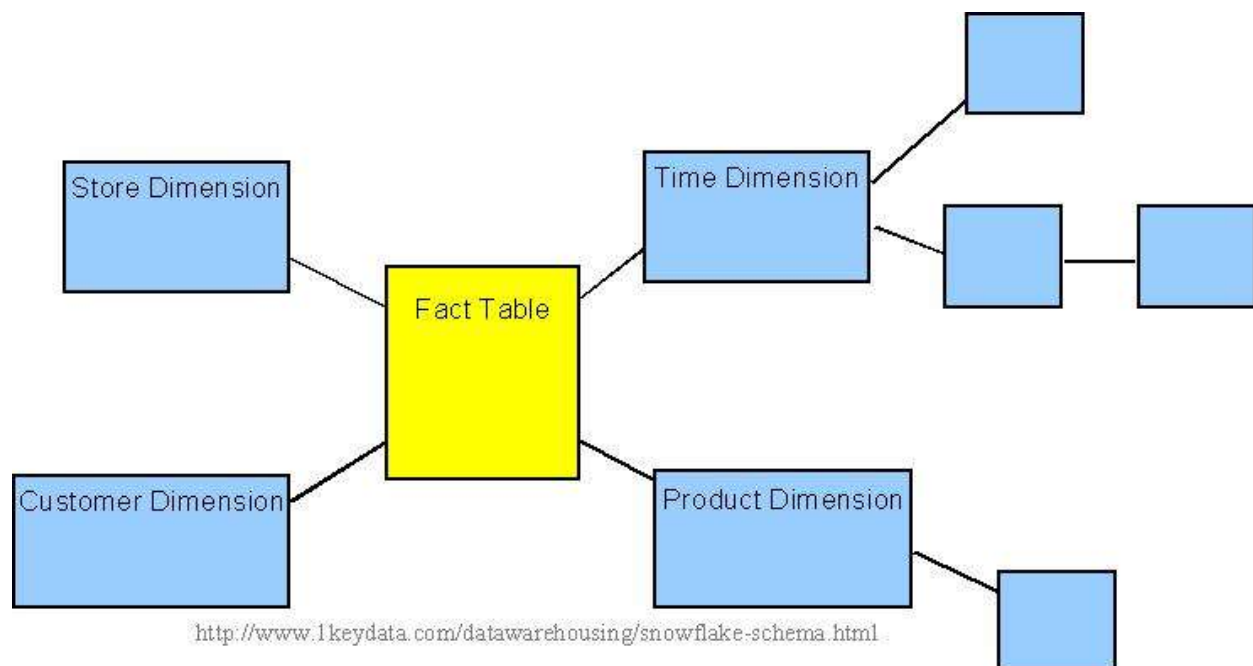 Store Dimension
Time Dimension
Fact Table
Customer Dimension
Product Dimension
http://www.1keydata.com/datawarehousing/snowflake-schema.html